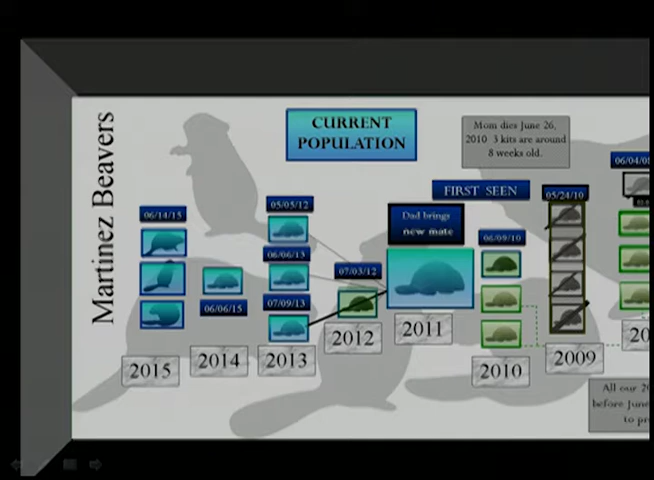 Martinez Beavers
CURRENT
POPULATION
Mom dies June 26,
2010 3 kits are around
8 weeks old.
FIRST SEEN
Dad brings
new mate
06/14/15
06/06/15
05/05/12
06/06/13
07/09/13
07/03/12
06/09/10
05/24/10
2015
2014
2013
2012
2011
2010
2009
All our
before June